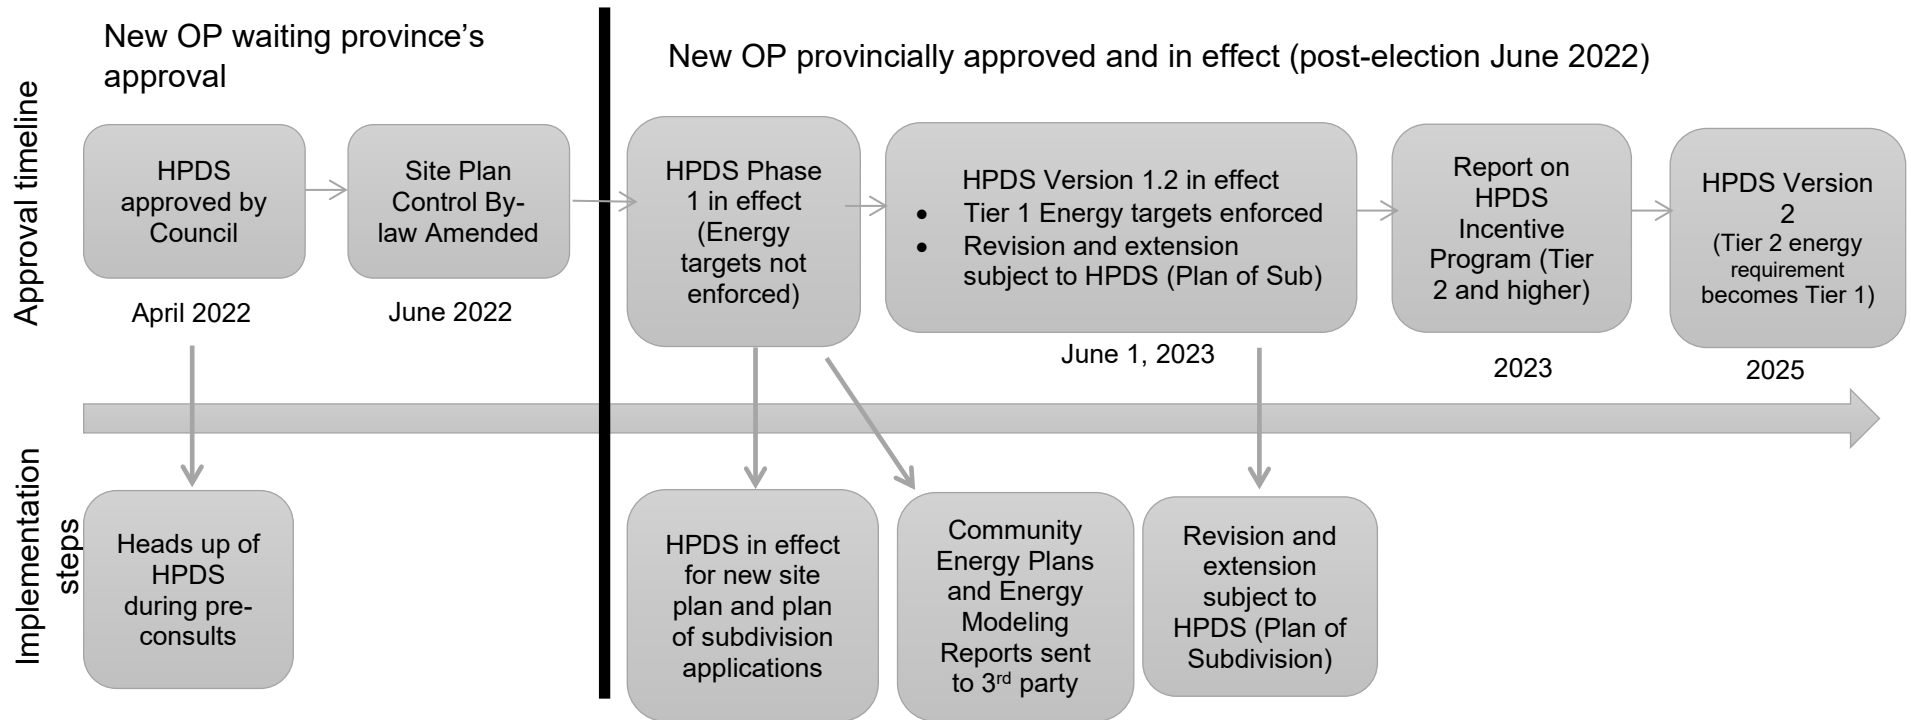 New OP waiting province’s
approval
New OP provincially approved and in effect (post-election June 2022)
Approval timeline
HPDS
approved by
Council
April 2022
Site Plan
Control By-
law Amended
June 2022
HPDS Phase
1 in effect
(Energy
targets not
enforced)
HPDS Version 1.2 in effect
• Tier 1 Energy targets enforced
• Revision and extension
subject to HPDS (Plan of Sub)
June 1, 2023
Report on
HPDS
Incentive
Program (Tier
2 and higher)
2023
HPDS Version
2
(Tier 2 energy
requirement
becomes Tier 1)
2025
Implementation
steps
Heads up of
HPDS
during pre-
consults
HPDS in effect
for new site
plan and plan
of subdivision
applications
Community
Energy Plans
and Energy
Modeling
Reports sent
to 3rd party
Revision and
extension
subject to
HPDS (Plan of
Subdivision)